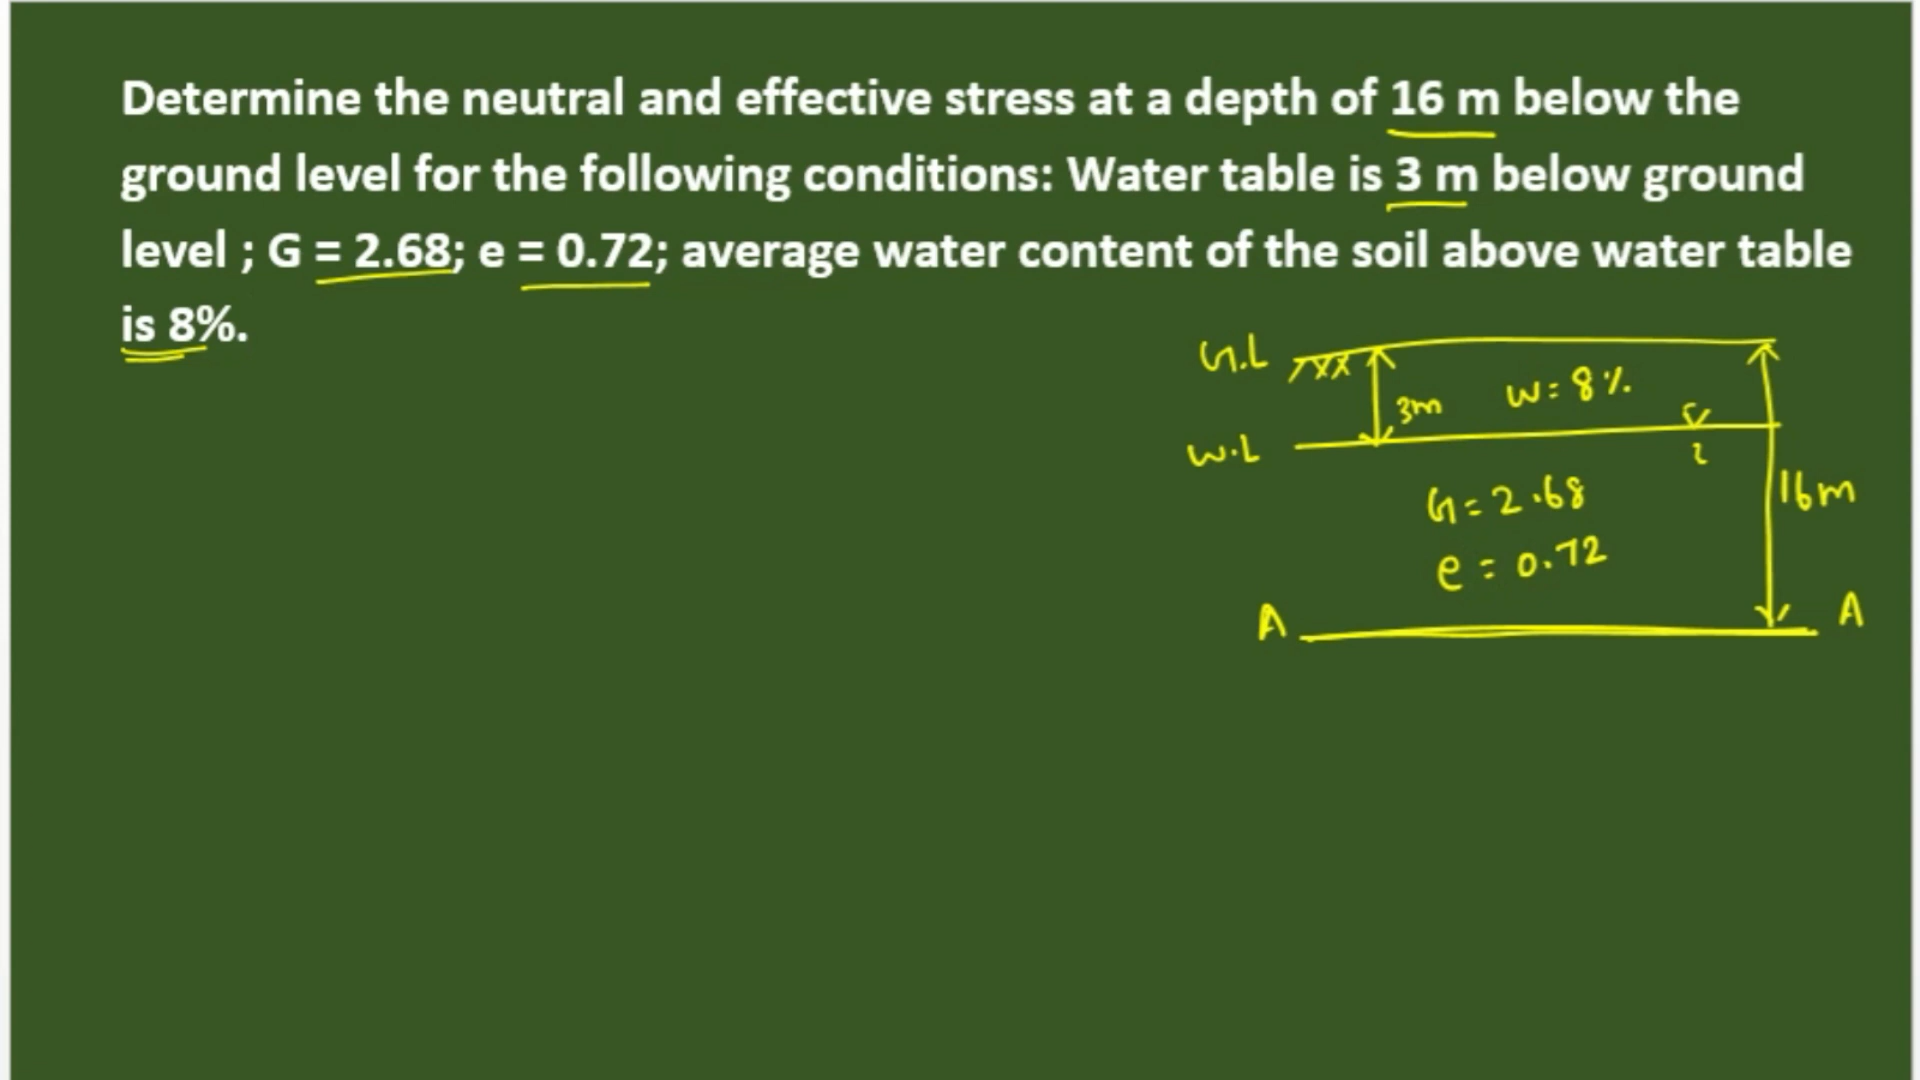 Determine the neutral and effective stress at a depth of 16 m below the
ground level for the following conditions: Water table is 3 m below ground
level ; G = 2.68; e = 0.72; average water content of the soil above water table
is 8%.
G.L
3m
w = 8 %
W.L
G = 2.68
16m
e = 0.72
A
A